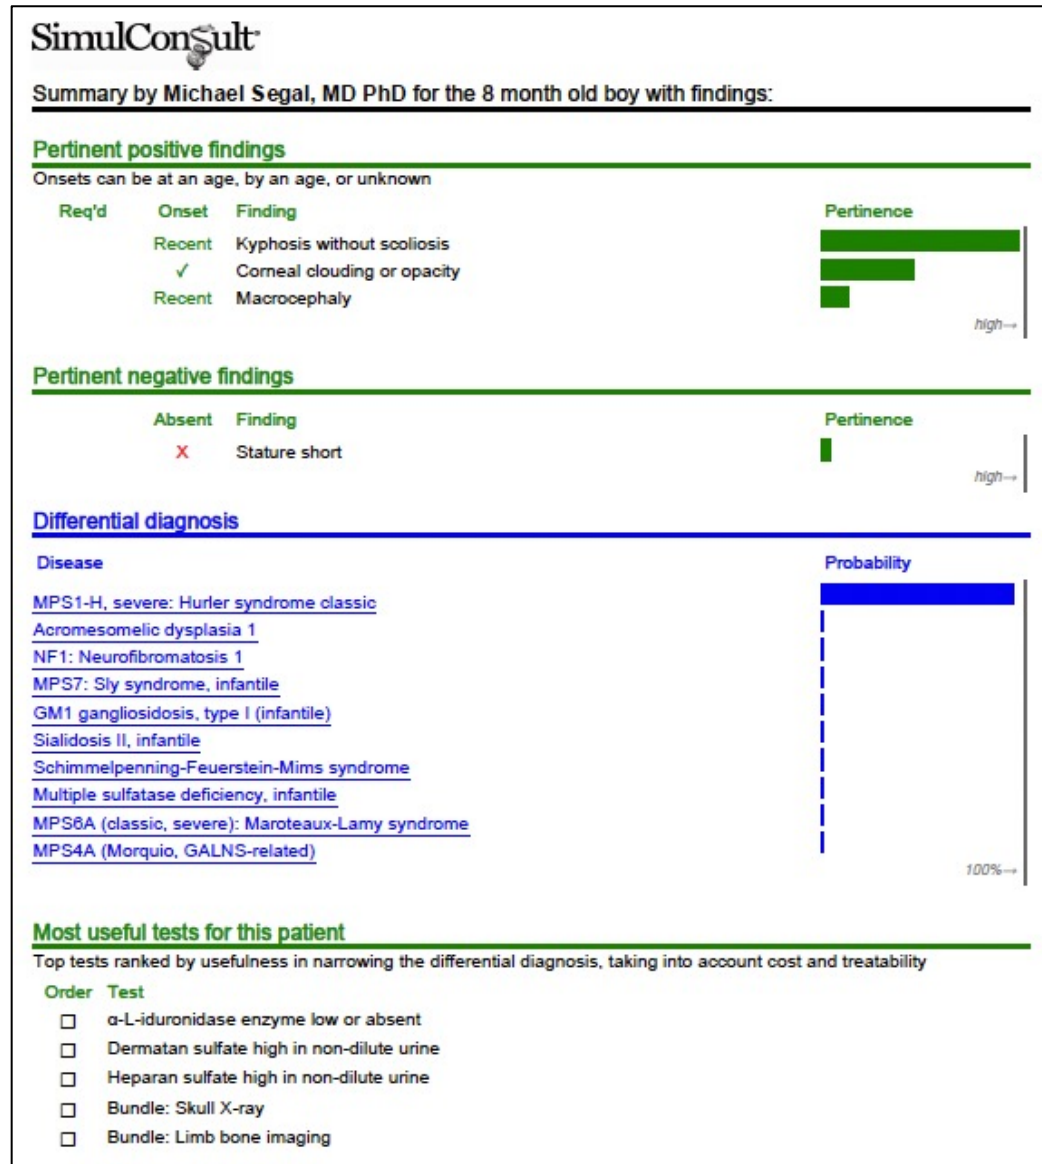 SimulConsult
Summary by Michael Segal, MD PhD for the 8 month old boy with findings:
Pertinent positive findings
Onsets can be at an age, by an age, or unknown
Req'd Onset Finding Pertinence
Recent Kyphosis without scoliosis
✓ Corneal clouding or opacity
Recent Macrocephaly
high→
Pertinent negative findings
Absent Finding Pertinence
X Stature short
high→
Differential diagnosis
Disease Probability
MPS1-H, severe: Hurler syndrome classic
Acromesomelic dysplasia 1
NF1: Neurofibromatosis 1
MPS7: Sly syndrome, infantile
GM1 gangliosidosis, type I (infantile)
Sialidosis II, infantile
Schimmelpenning-Feuerstein-Mims syndrome
Multiple sulfatase deficiency, infantile
MPS6A (classic, severe): Maroteaux-Lamy syndrome
MPS4A (Morquio, GALNS-related)
100%→
Most useful tests for this patient
Top tests ranked by usefulness in narrowing the differential diagnosis, taking into account cost and treatability
Order Test
☐ α-L-iduronidase enzyme low or absent
☐ Dermatan sulfate high in non-dilute urine
☐ Heparan sulfate high in non-dilute urine
☐ Bundle: Skull X-ray
☐ Bundle: Limb bone imaging